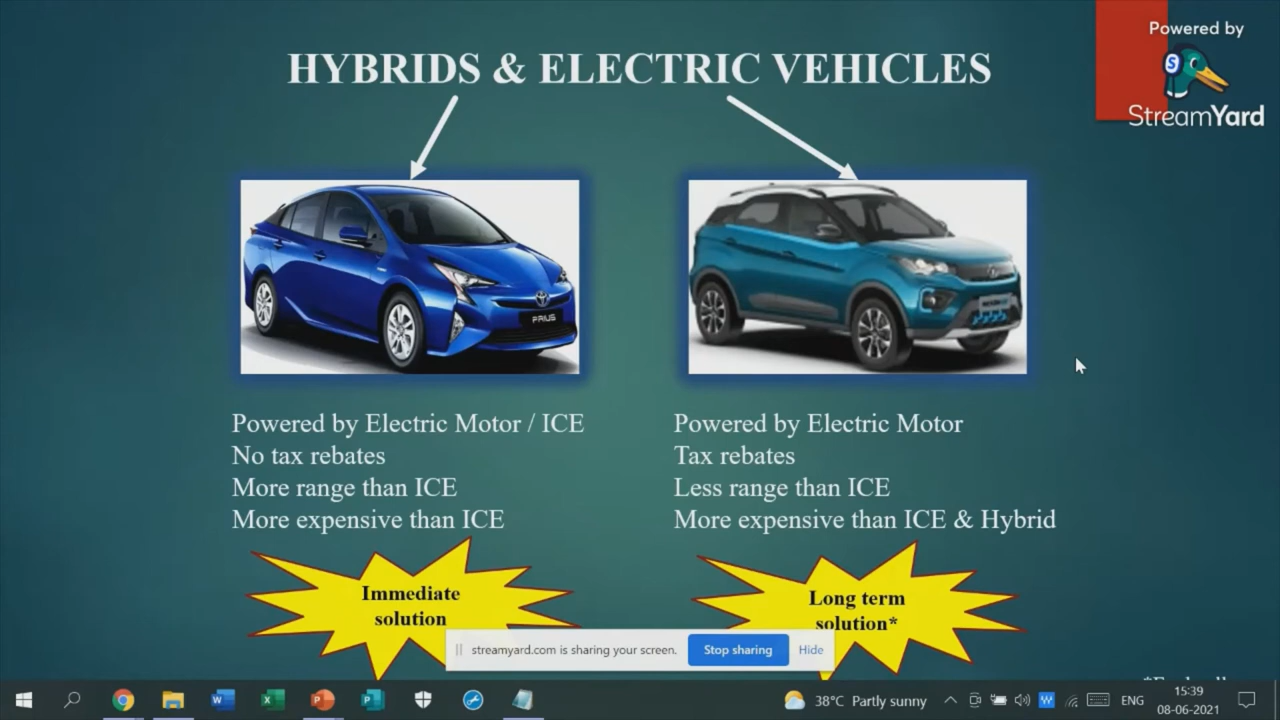 Powered by
StreamYard
HYBRIDS & ELECTRIC VEHICLES
PRIUS
Powered by Electric Motor / ICE
No tax rebates
More range than ICE
More expensive than ICE
Powered by Electric Motor
Tax rebates
Less range than ICE
More expensive than ICE & Hybrid
Immediate
solution
Long term
solution*
streamyard.com is sharing your screen.
Stop sharing
Hide
38°C Partly sunny
ENG
15:39
08-06-2021